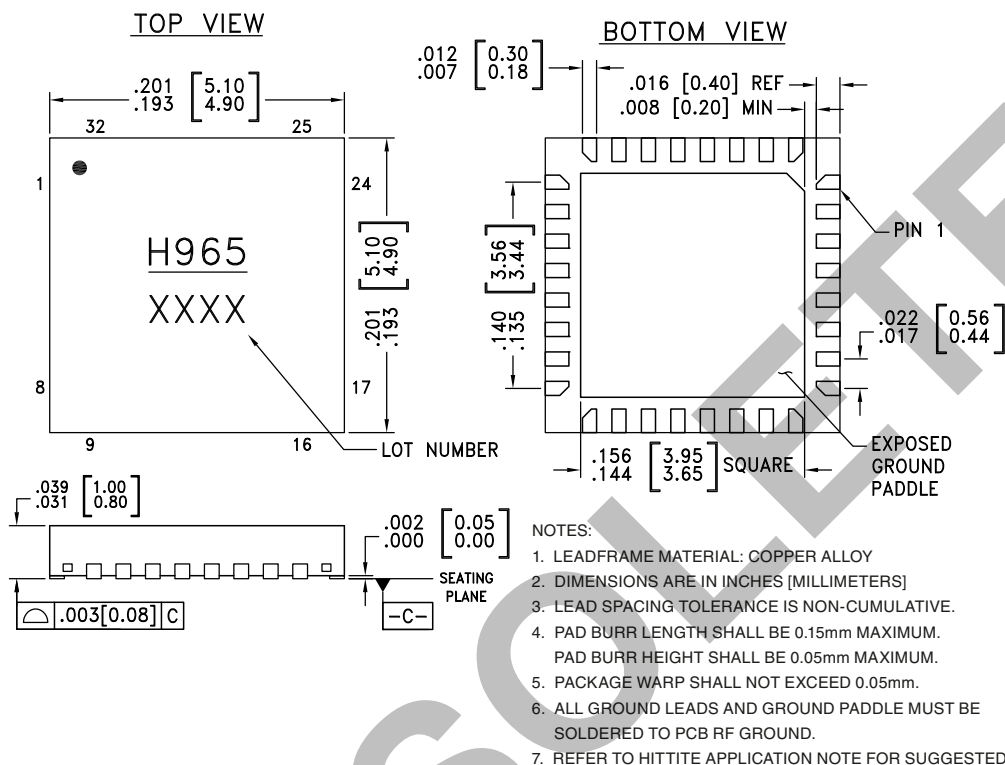 TOP VIEW
.201 [5.10]
.193 [4.90]
32 25
1 24
H965
XXXX
[5.10]
[4.90]
.201
.193
8 17
9 16
LOT NUMBER
.039 [1.00]
.031 [0.80]
.002 [0.05]
.000 [0.00]
SEATING
PLANE
.003[0.08] C
-C-
BOTTOM VIEW
.012 [0.30]
.007 [0.18]
.016 [0.40] REF
.008 [0.20] MIN
PIN 1
[3.56]
[3.44]
.140
.135
.022 [0.56]
.017 [0.44]
.156 [3.95]
.144 [3.65] SQUARE
EXPOSED
GROUND
PADDLE
NOTES:
1. LEADFRAME MATERIAL: COPPER ALLOY
2. DIMENSIONS ARE IN INCHES [MILLIMETERS]
3. LEAD SPACING TOLERANCE IS NON-CUMULATIVE.
4. PAD BURR LENGTH SHALL BE 0.15mm MAXIMUM.
PAD BURR HEIGHT SHALL BE 0.05mm MAXIMUM.
5. PACKAGE WARP SHALL NOT EXCEED 0.05mm.
6. ALL GROUND LEADS AND GROUND PADDLE MUST BE
SOLDERED TO PCB RF GROUND.
7. REFER TO HITTITE APPLICATION NOTE FOR SUGGESTED